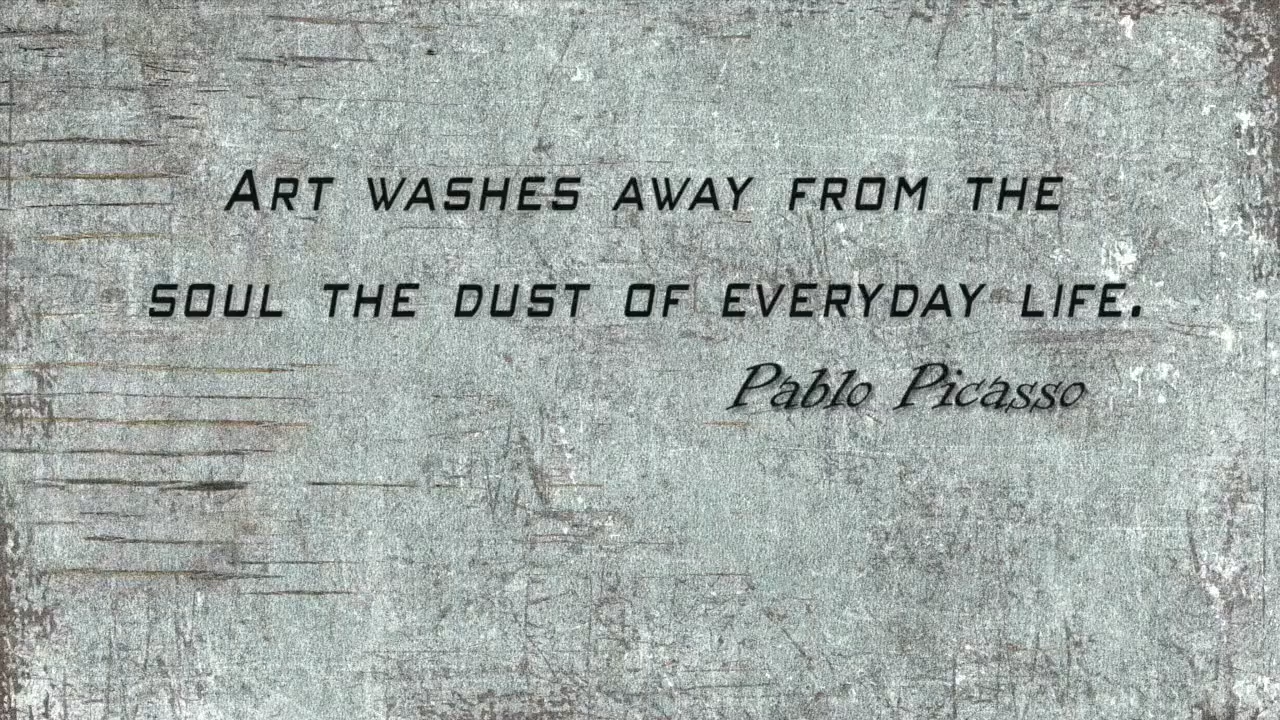 Art washes away from the
soul the dust of everyday life.
Pablo Picasso